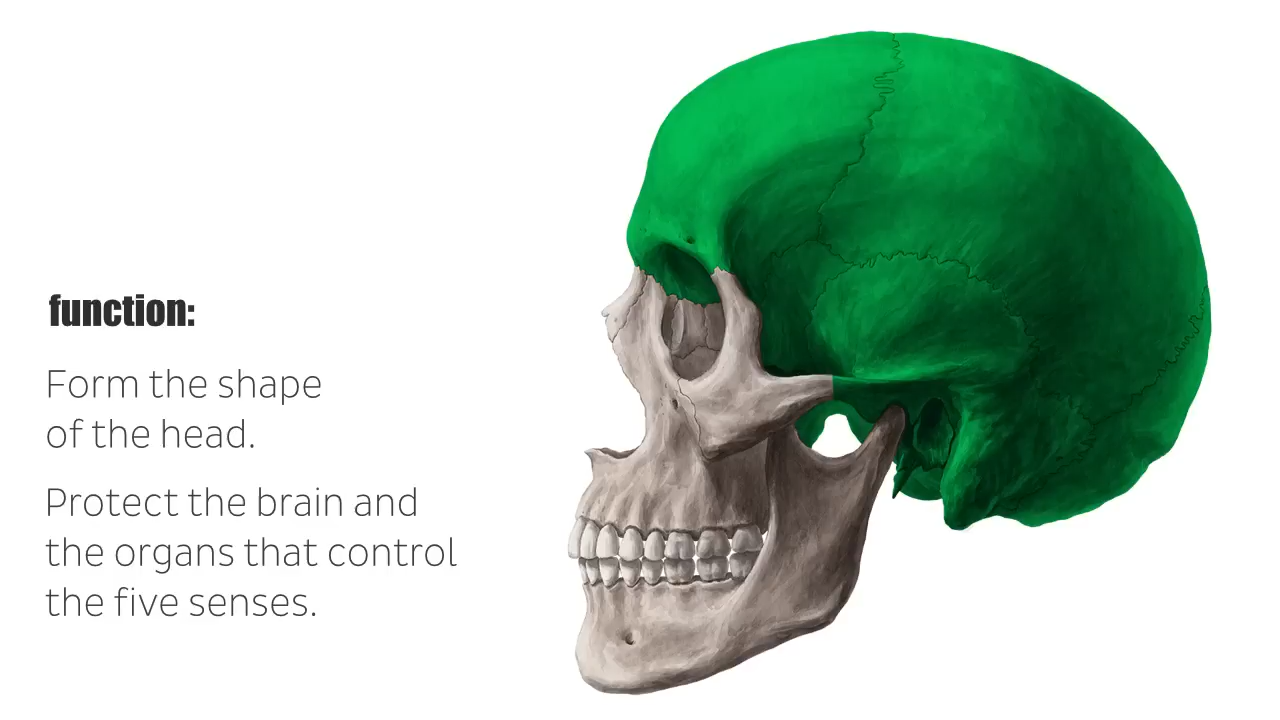 function:
Form the shape
of the head.
Protect the brain and
the organs that control
the five senses.